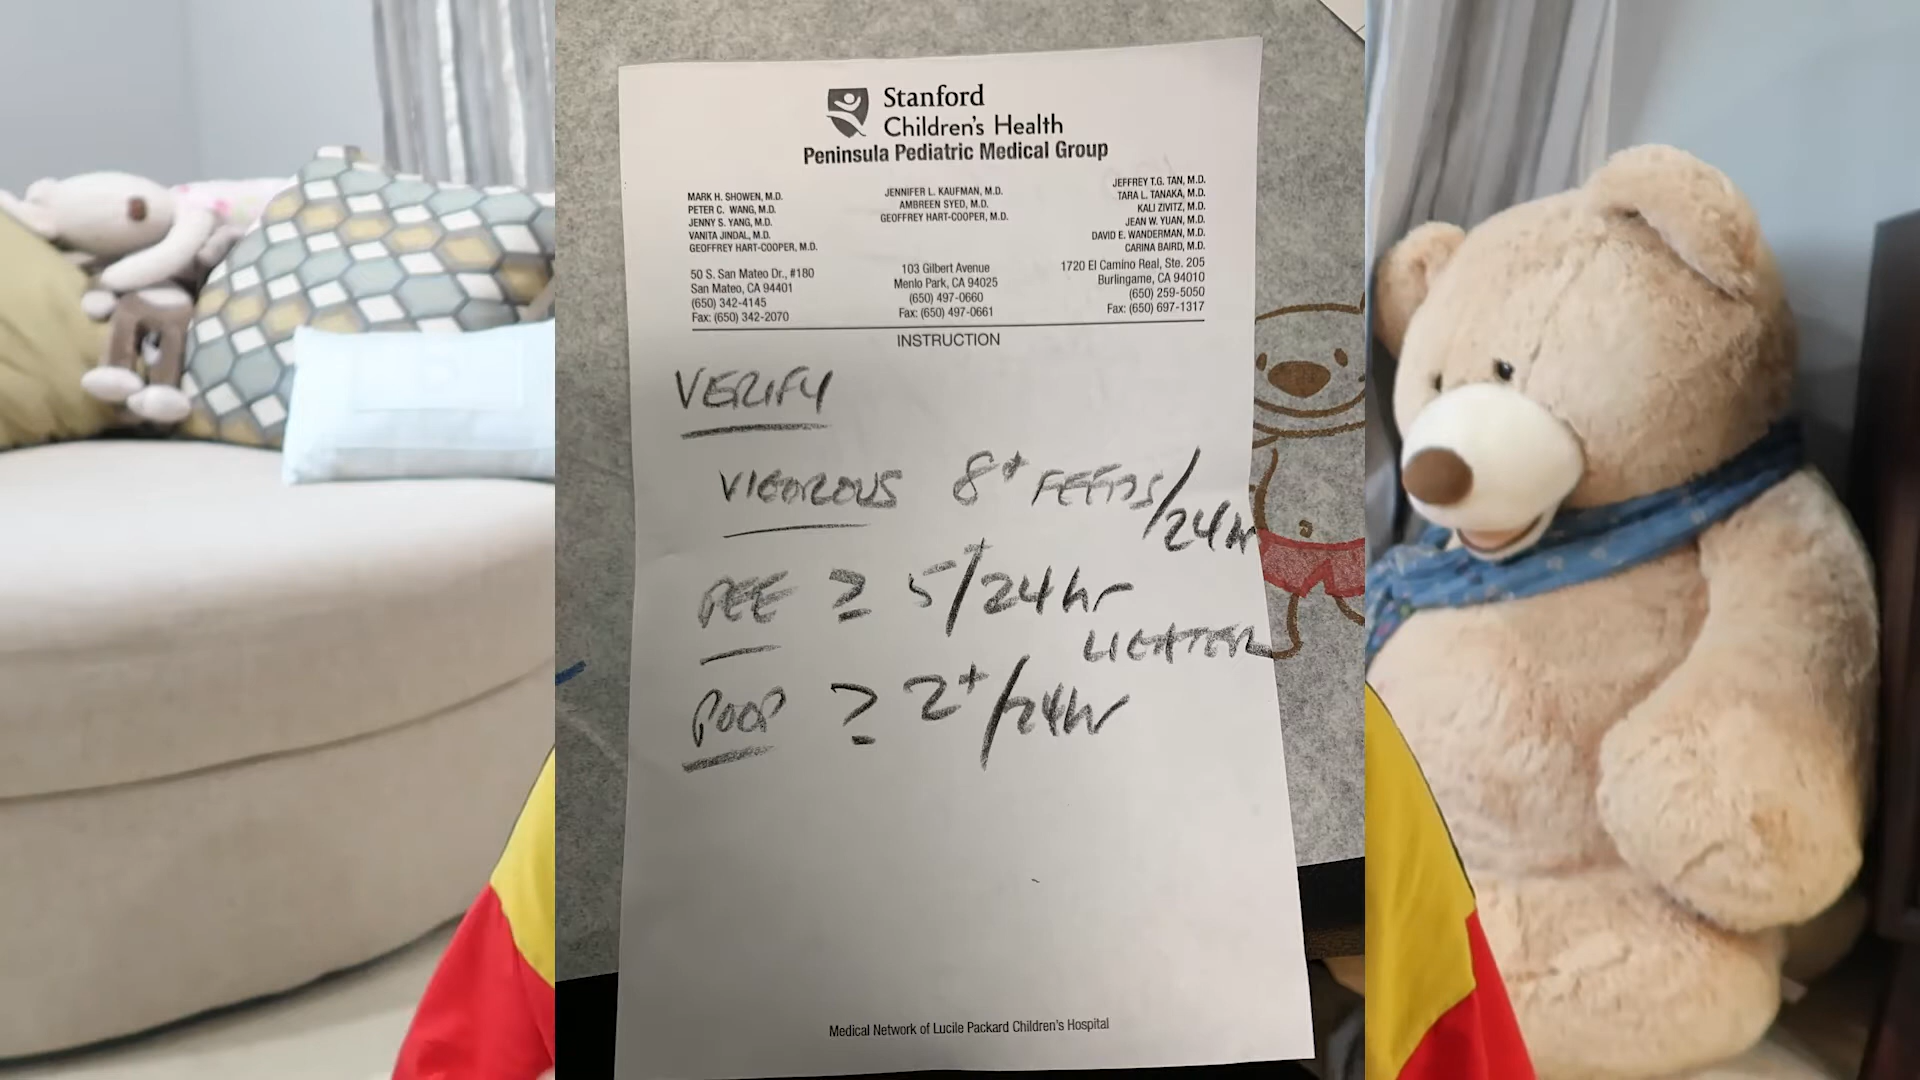 Stanford
Children's Health
Peninsula Pediatric Medical Group
MARK H. SHOWEN, M.D.
PETER C. WANG, M.D.
JENNY S. YANG, M.D.
VANITA JINDAL, M.D.
GEOFFREY HART-COOPER, M.D.
50 S. San Mateo Dr., #180
San Mateo, CA 94401
(650) 342-4145
Fax: (650) 342-2070
JENNIFER L. KAUFMAN, M.D.
AMBREEN SYED, M.D.
GEOFFREY HART-COOPER, M.D.
103 Gilbert Avenue
Menlo Park, CA 94025
(650) 497-0660
Fax: (650) 497-0661
JEFFREY T.G. TAN, M.D.
TARA L. TANAKA, M.D.
KALI ZIVITZ, M.D.
JEAN W. YUAN, M.D.
DAVID E. WANDERMAN, M.D.
CARINA BAIRD, M.D.
1720 El Camino Real, Ste. 205
Burlingame, CA 94010
(650) 259-5050
Fax: (650) 697-1317
INSTRUCTION
VERIFY
VIGOROUS 8+ FEEDS/24hr
PEE ≥ 5+/24hr
LIGHTER
POOP ≥ 2+/24hr
Medical Network of Lucile Packard Children's Hospital